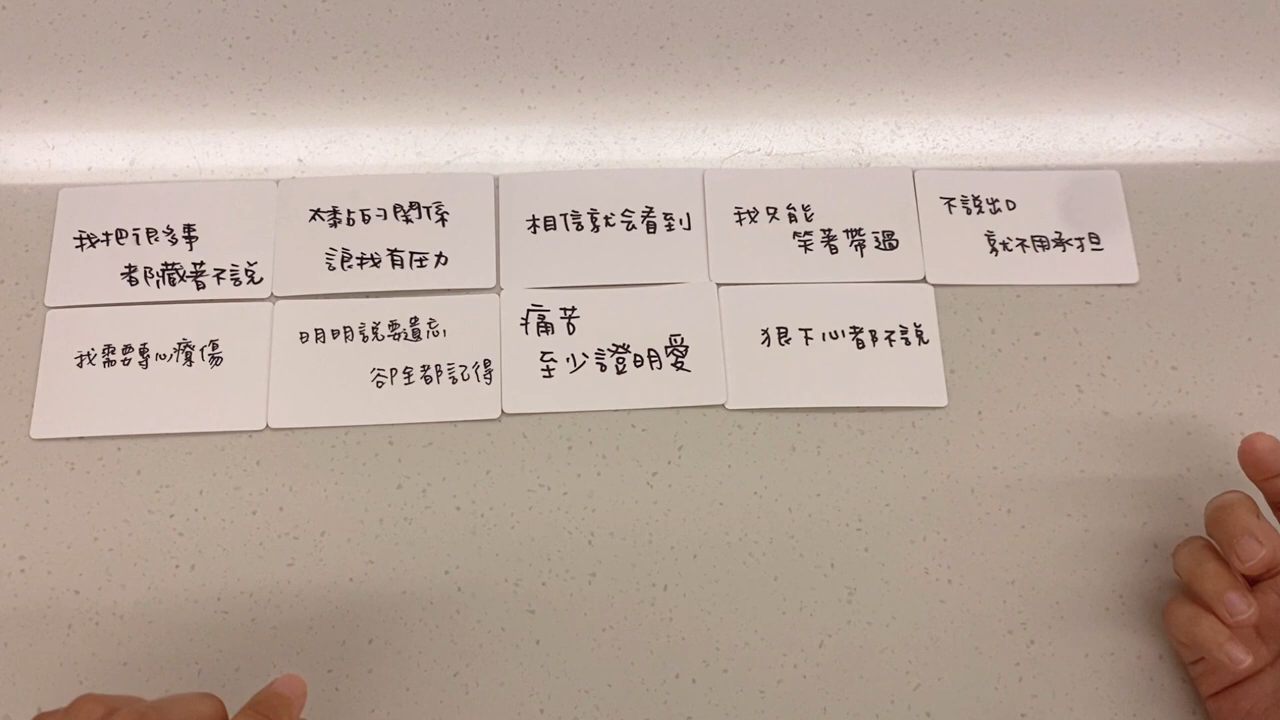 我把很多事
都藏著不說
太黏的關係
讓我有压力
相信就会看到
我只能
笑著帶過
不說出口
就不用承担
我需要專心療傷
明明說要遺忘
卻全都記得
痛苦
至少證明愛
狠下心都不說